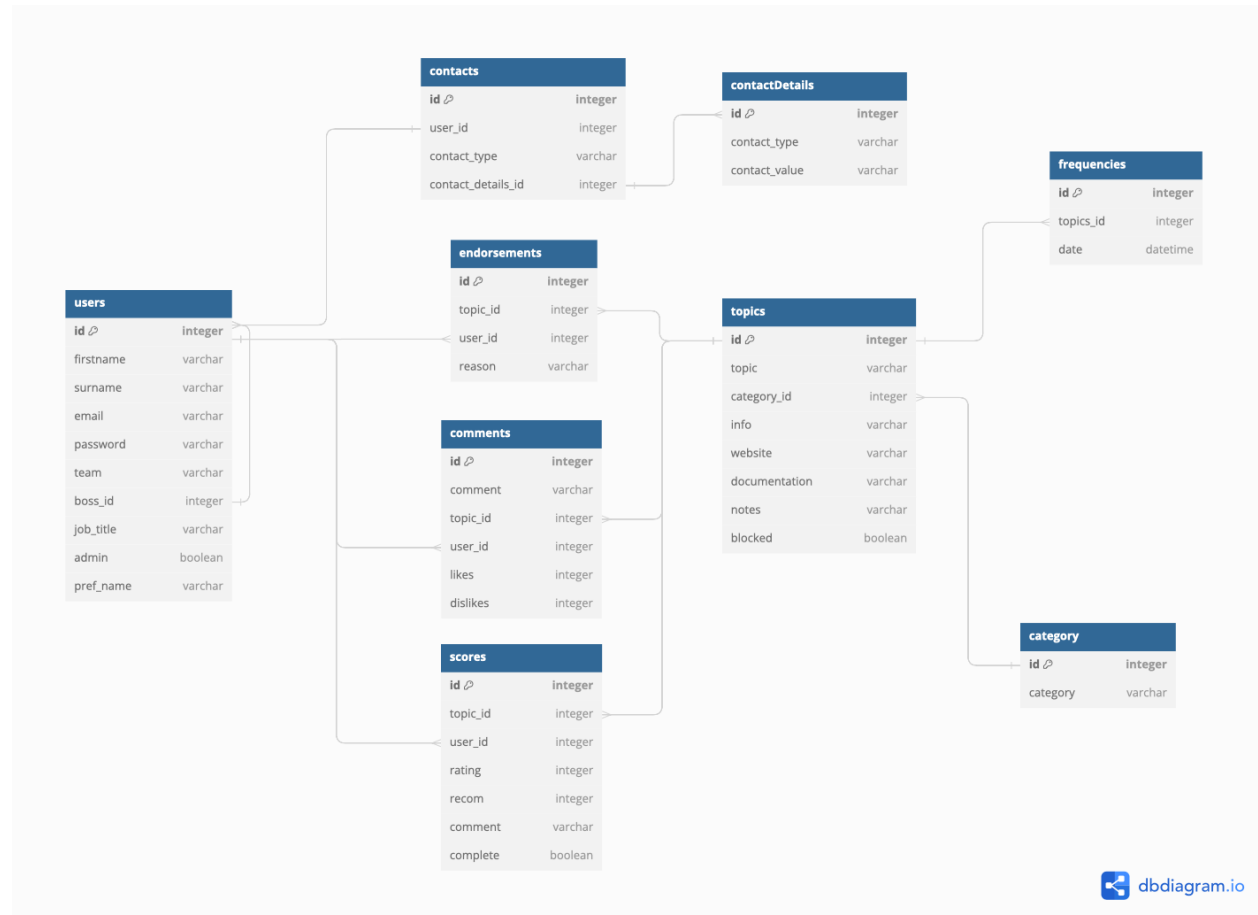 contacts
id integer
user_id integer
contact_type varchar
contact_details_id integer
contactDetails
id integer
contact_type varchar
contact_value varchar
frequencies
id integer
topics_id integer
date datetime
endorsements
id integer
topic_id integer
user_id integer
reason varchar
users
id integer
firstname varchar
surname varchar
email varchar
password varchar
team varchar
boss_id integer
job_title varchar
admin boolean
pref_name varchar
topics
id integer
topic varchar
category_id integer
info varchar
website varchar
documentation varchar
notes varchar
blocked boolean
comments
id integer
comment varchar
topic_id integer
user_id integer
likes integer
dislikes integer
category
id integer
category varchar
scores
id integer
topic_id integer
user_id integer
rating integer
recom integer
comment varchar
complete boolean
dbdiagram.io